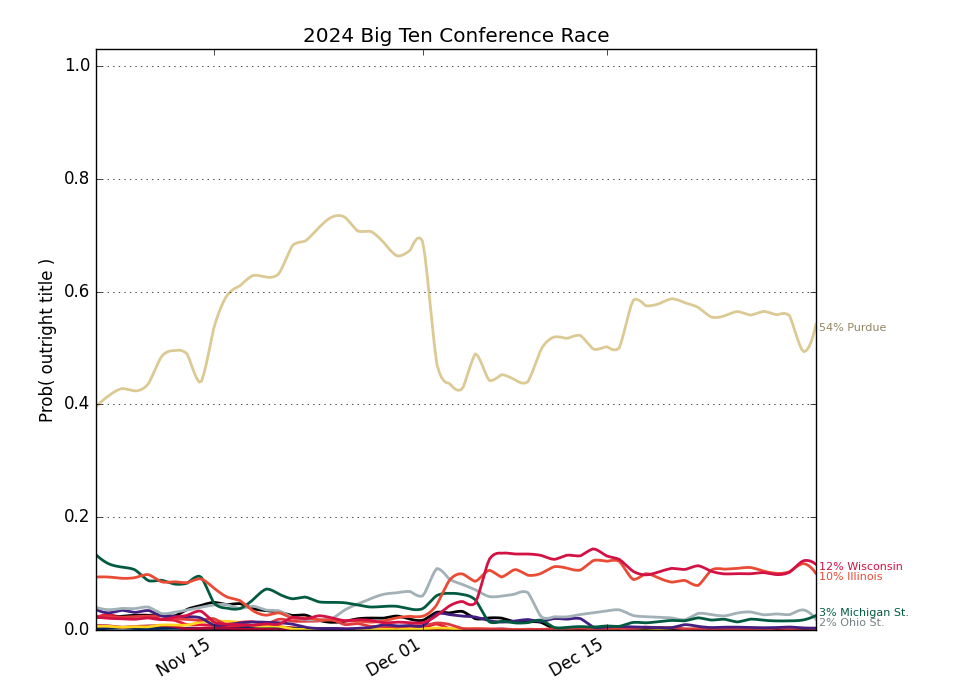 2024 Big Ten Conference Race
Prob( outright title )
1.0
0.8
0.6
0.4
0.2
0.0
Nov 15
Dec 01
Dec 15
54% Purdue
12% Wisconsin
10% Illinois
3% Michigan St.
2% Ohio St.